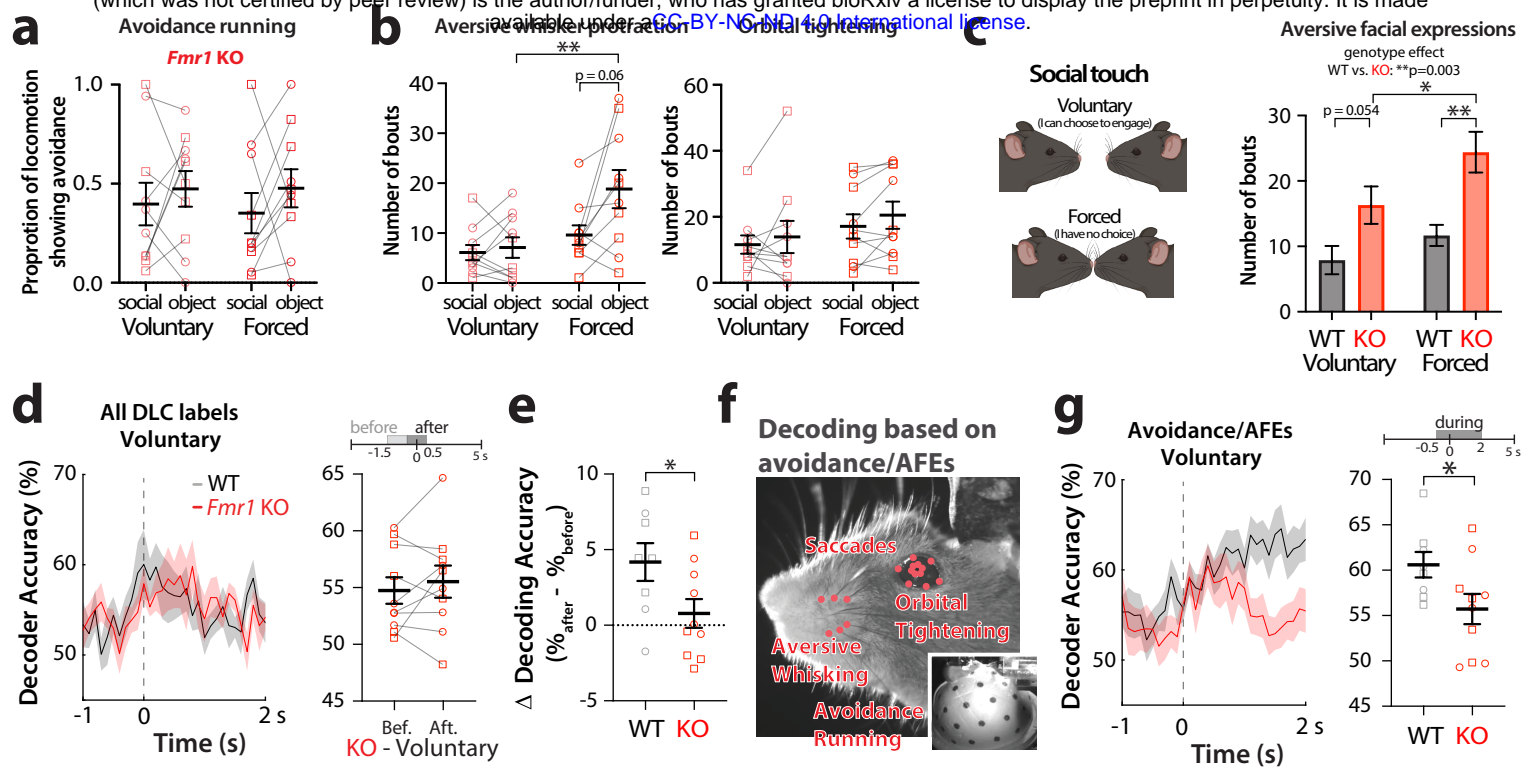 (which was not certified by peer review) is the author/funder, who has granted bioRxiv a license to display the preprint in perpetuity. It is made
available under aCC-BY-NC-ND 4.0 International license.
a
Avoidance running
Fmr1 KO
Proprotion of locomotion
showing avoidance
1.0
0.5
0.0
social object social object
Voluntary Forced
b
Aversive whisker protraction
**
p = 0.06
Number of bouts
40
30
20
10
0
social object social object
Voluntary Forced
Orbital tightening
Number of bouts
60
40
20
0
social object social object
Voluntary Forced
c
Social touch
Voluntary
(I can choose to engage)
Forced
(I have no choice)
Aversive facial expressions
genotype effect
WT vs. KO: **p=0.003
*
p = 0.054
**
Number of bouts
30
20
10
0
WT KO WT KO
Voluntary Forced
d
All DLC labels
Voluntary
WT
Fmr1 KO
Decoder Accuracy (%)
70
60
50
-1 0 2 s
Time (s)
before after
-1.5 0 0.5 5 s
65
60
55
50
45
Bef. Aft.
KO - Voluntary
e
*
Δ Decoding Accuracy
(%after - %before)
10
5
0
-5
WT KO
f
Decoding based on
avoidance/AFEs
Saccades
Orbital
Tightening
Aversive
Whisking
Avoidance
Running
g
Avoidance/AFEs
Voluntary
Decoder Accuracy (%)
70
60
50
-1 0 2 s
Time (s)
during
-0.5 0 2 5 s
*
70
65
60
55
50
45
WT KO